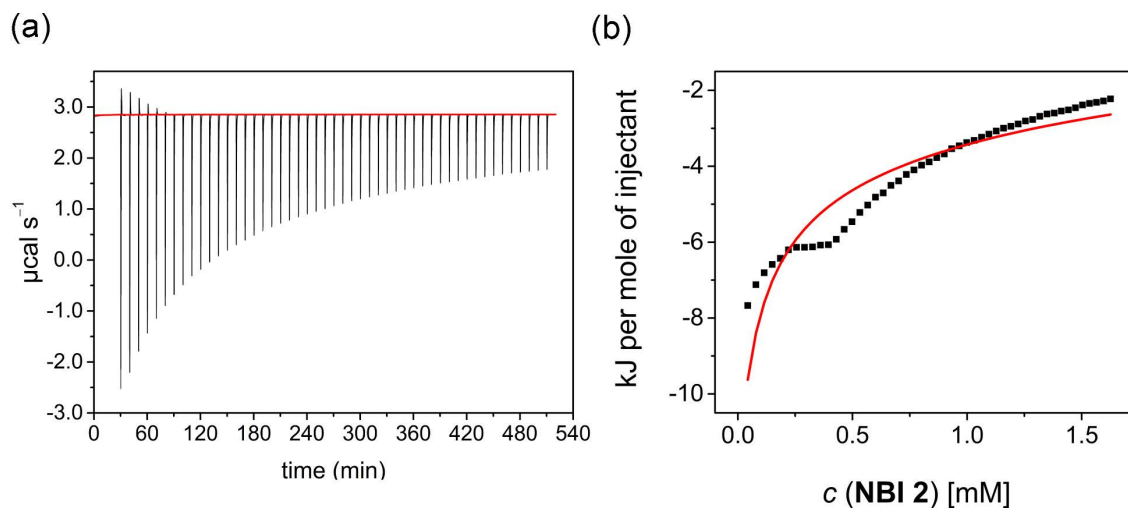 (a)
µcal s⁻¹
3.0
2.0
1.0
0.0
-1.0
-2.0
-3.0
0 60 120 180 240 300 360 420 480 540
time (min)
(b)
kJ per mole of injectant
-2
-4
-6
-8
-10
0.0 0.5 1.0 1.5
c (NBI 2) [mM]